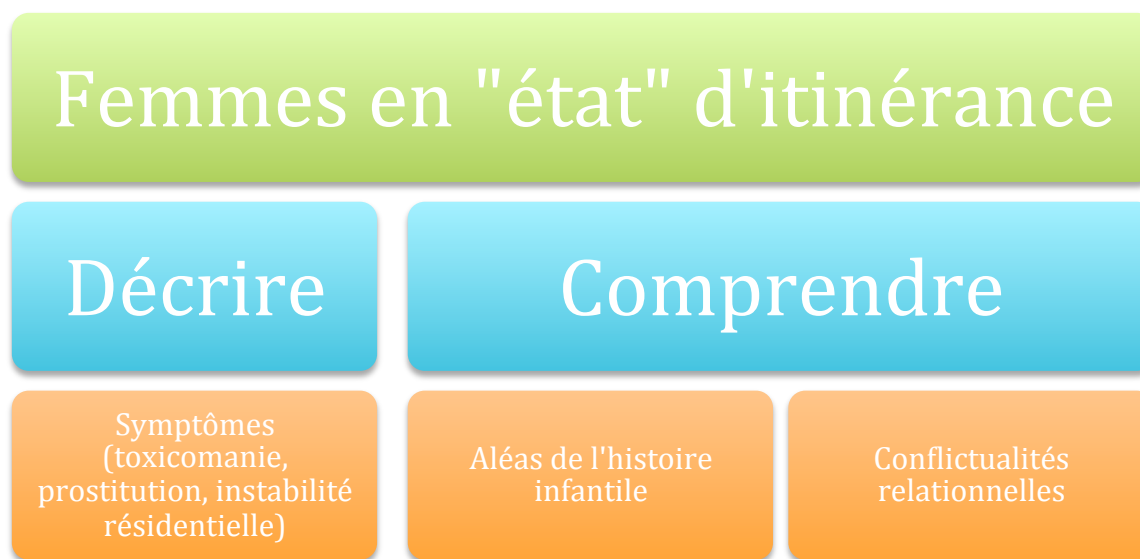 Femmes en "état" d'itinérance
Décrire
Comprendre
Symptômes
(toxicomanie,
prostitution, instabilité
résidentielle)
Aléas de l'histoire
infantile
Conflictualités
relationnelles